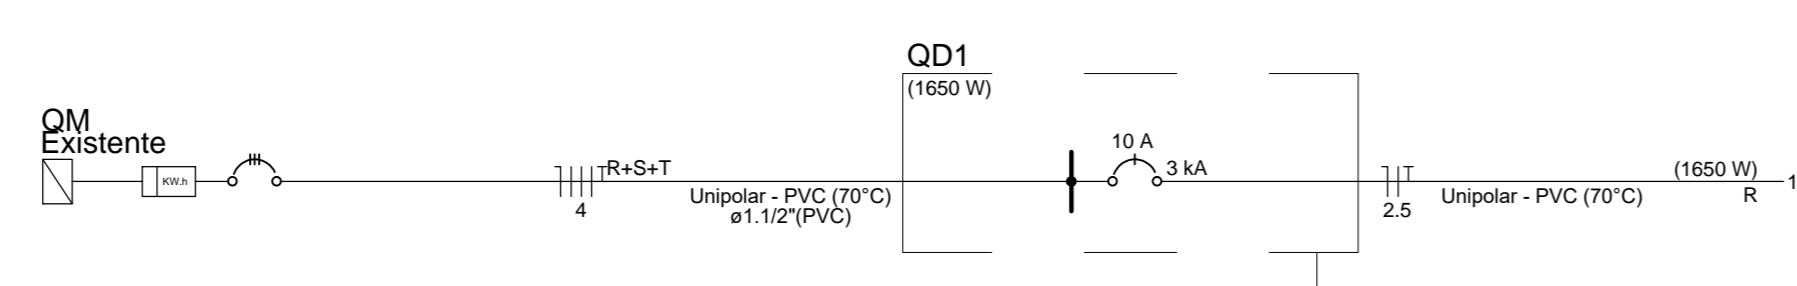 QD1
(1650 W)
QM
Existente
KW.h
R+S+T
4
Unipolar - PVC (70°C)
ø1.1/2"(PVC)
10 A
3 kA
T
2.5
Unipolar - PVC (70°C)
(1650 W)
R
1